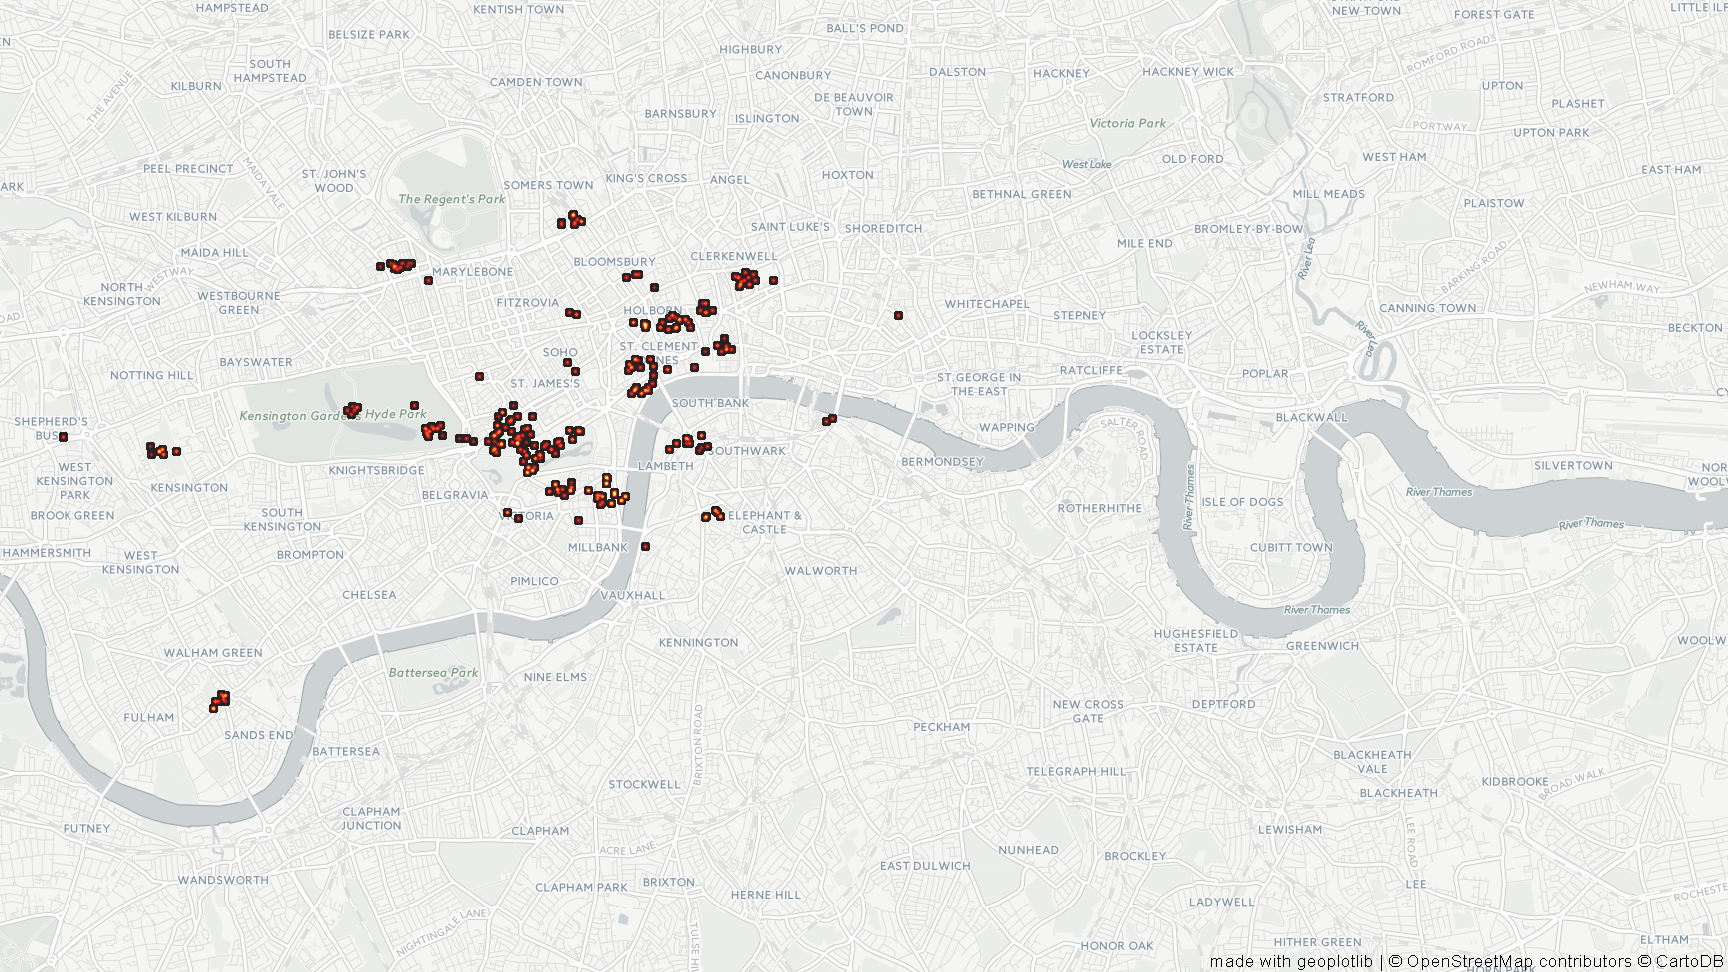 HAMPSTEAD
KENTISH TOWN
NEW TOWN
FOREST GATE
BELSIZE PARK
BALL'S POND
HIGHBURY
ROMFORD ROAD
SOUTH
HAMPSTEAD
THE AVENUE
KILBURN
CAMDEN TOWN
CANONBURY
DALSTON
HACKNEY
HACKNEY WICK
UPTON
DE BEAUVOIR
TOWN
STRATFORD
PLASHET
BARNSBURY
ISLINGTON
Victoria Park
PORTWAY
UPTON PARK
PEEL PRECINCT
MAIDA VALE
ST. JOHN'S
WOOD
KING'S CROSS
ANGEL
HOXTON
West Lake
OLD FORD
WEST HAM
EAST HAM
ARK
SOMERS TOWN
The Regent's Park
BETHNAL GREEN
MILL MEADS
PLAISTOW
WEST KILBURN
SAINT LUKE'S
SHOREDITCH
BROMLEY-BY-BOW
MAIDA HILL
MILE END
River Lea
BARKING ROAD
WESTWAY
MARYLEBONE
BLOOMSBURY
CLERKENWELL
NORTH
KENSINGTON
WESTBOURNE
GREEN
FITZROVIA
HOLBORN
WHITECHAPEL
STEPNEY
CANNING TOWN
NEWHAM WAY
BECKTON
LOCKSLEY
ESTATE
River Lea
BAYSWATER
SOHO
ST. CLEMENT
NES
NOTTING HILL
ST. JAMES'S
ST.GEORGE IN
THE-EAST
RATCLIFFE
POPLAR
SHEPHERD'S
BUS
Kensington Gardens
Hyde Park
SOUTH BANK
WAPPING
SALTER ROAD
BLACKWALL
WEST
KENSINGTON
PARK
KNIGHTSBRIDGE
LAMBETH
OUTHWARK
BERMONDSEY
SILVERTOWN
NOR
WOOLW
KENSINGTON
BELGRAVIA
River Thames
ISLE OF DOGS
River Thames
BROOK GREEN
SOUTH
KENSINGTON
VICTORIA
ELEPHANT &
CASTLE
ROTHERHITHE
River Thames
HAMMERSMITH
WEST
KENSINGTON
BROMPTON
MILLBANK
CUBITT TOWN
PIMLICO
WALWORTH
CHELSEA
VAUXHALL
River Thames
WALHAM GREEN
KENNINGTON
HUGHESFIELD
ESTATE
GREENWICH
WOOLW
Battersea Park
NINE ELMS
FULHAM
SANDS END
BRIXTON ROAD
NEW CROSS
GATE
DEPTFORD
PECKHAM
BATTERSEA
BLACKHEATH
VALE
STOCKWELL
TELEGRAPH HILL
KIDBROOKE
BROAD WALK
BLACKHEATH
CLAPHAM
JUNCTION
FUTNEY
CLAPHAM
ACRE LANE
LEWISHAM
LEE ROAD
NUNHEAD
BROCKLEY
EAST DULWICH
WANDSWORTH
CLAPHAM PARK
BRIXTON
HERNE HILL
LEE
ROCHESTER
LADYWELL
NIGHTINGALE LANE
TULSE HI
HONOR OAK
HITHER GREEN
ELTHAM
made with geoplotlib | © OpenStreetMap contributors © CartoDB